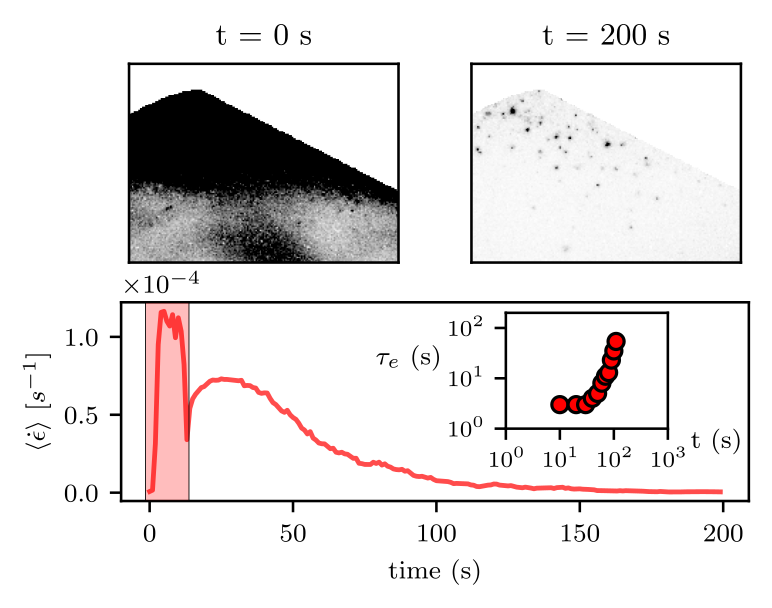 t = 0 s
t = 200 s
×10⁻⁴
1.0
0.5
0.0
⟨ϵ̇⟩ [s⁻¹]
0 50 100 150 200
time (s)
τₑ (s)
10²
10¹
10⁰
10⁰ 10¹ 10² 10³
t (s)